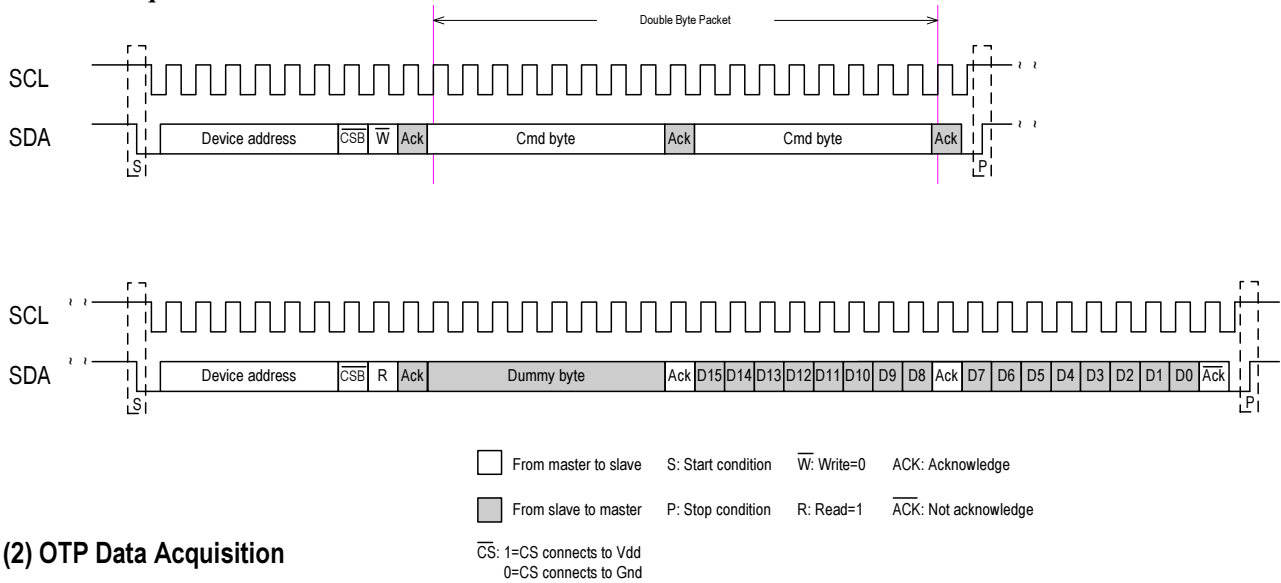 Double Byte Packet
SCL
SDA
Device address CSB W Ack Cmd byte Ack Cmd byte Ack
S P
SCL
SDA
Device address CSB R Ack Dummy byte Ack D15 D14 D13 D12 D11 D10 D9 D8 Ack D7 D6 D5 D4 D3 D2 D1 D0 A̅c̅k̅
S P
From master to slave S: Start condition W̅: Write=0 ACK: Acknowledge
From slave to master P: Stop condition R: Read=1 A̅C̅K̅: Not acknowledge
C̅S̅: 1=CS connects to Vdd
0=CS connects to Gnd
(2) OTP Data Acquisition